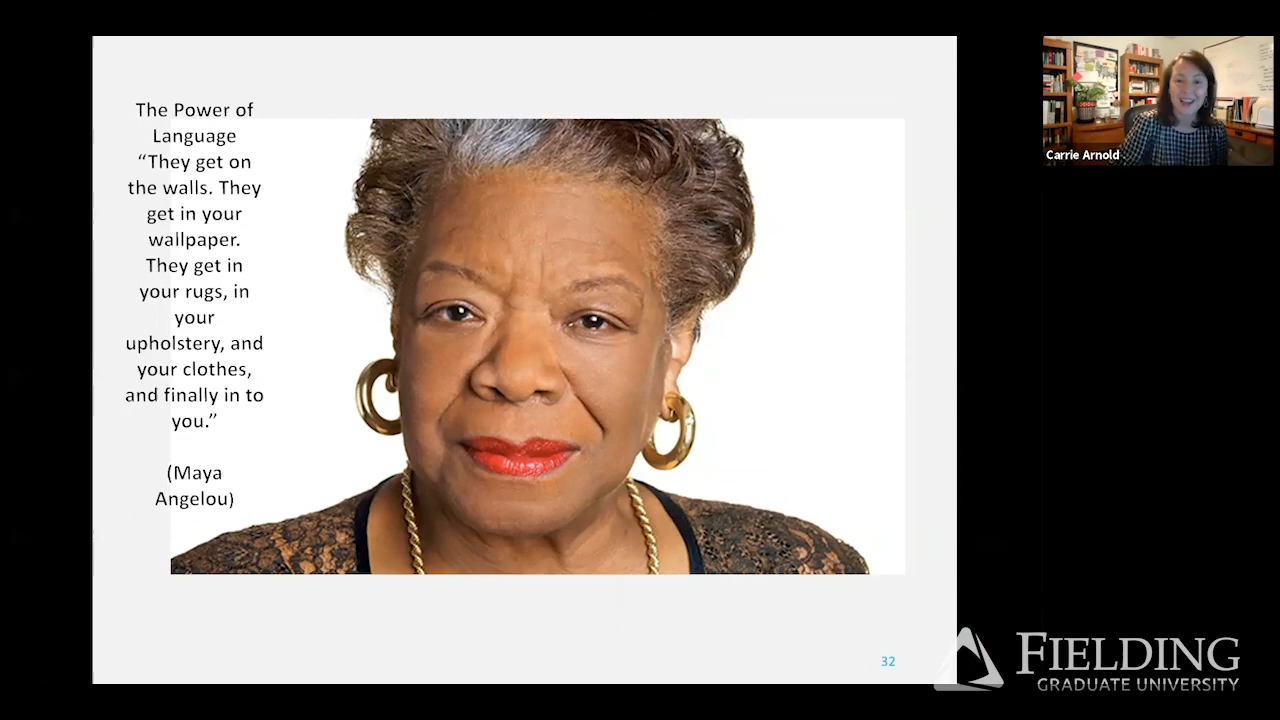 The Power of
Language
“They get on
the walls. They
get in your
wallpaper.
They get in
your rugs, in
your
upholstery, and
your clothes,
and finally in to
you.”
(Maya
Angelou)
32
Carrie Arnold
FIELDING
GRADUATE UNIVERSITY